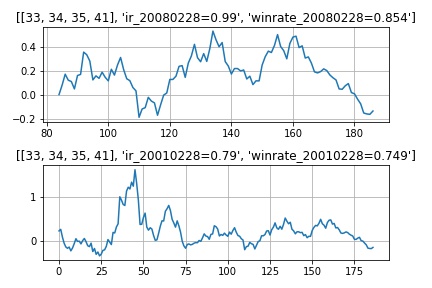 [[33, 34, 35, 41], 'ir_20080228=0.99', 'winrate_20080228=0.854']
0.4
0.2
0.0
−0.2
80 100 120 140 160 180
[[33, 34, 35, 41], 'ir_20010228=0.79', 'winrate_20010228=0.749']
1
0
0 25 50 75 100 125 150 175